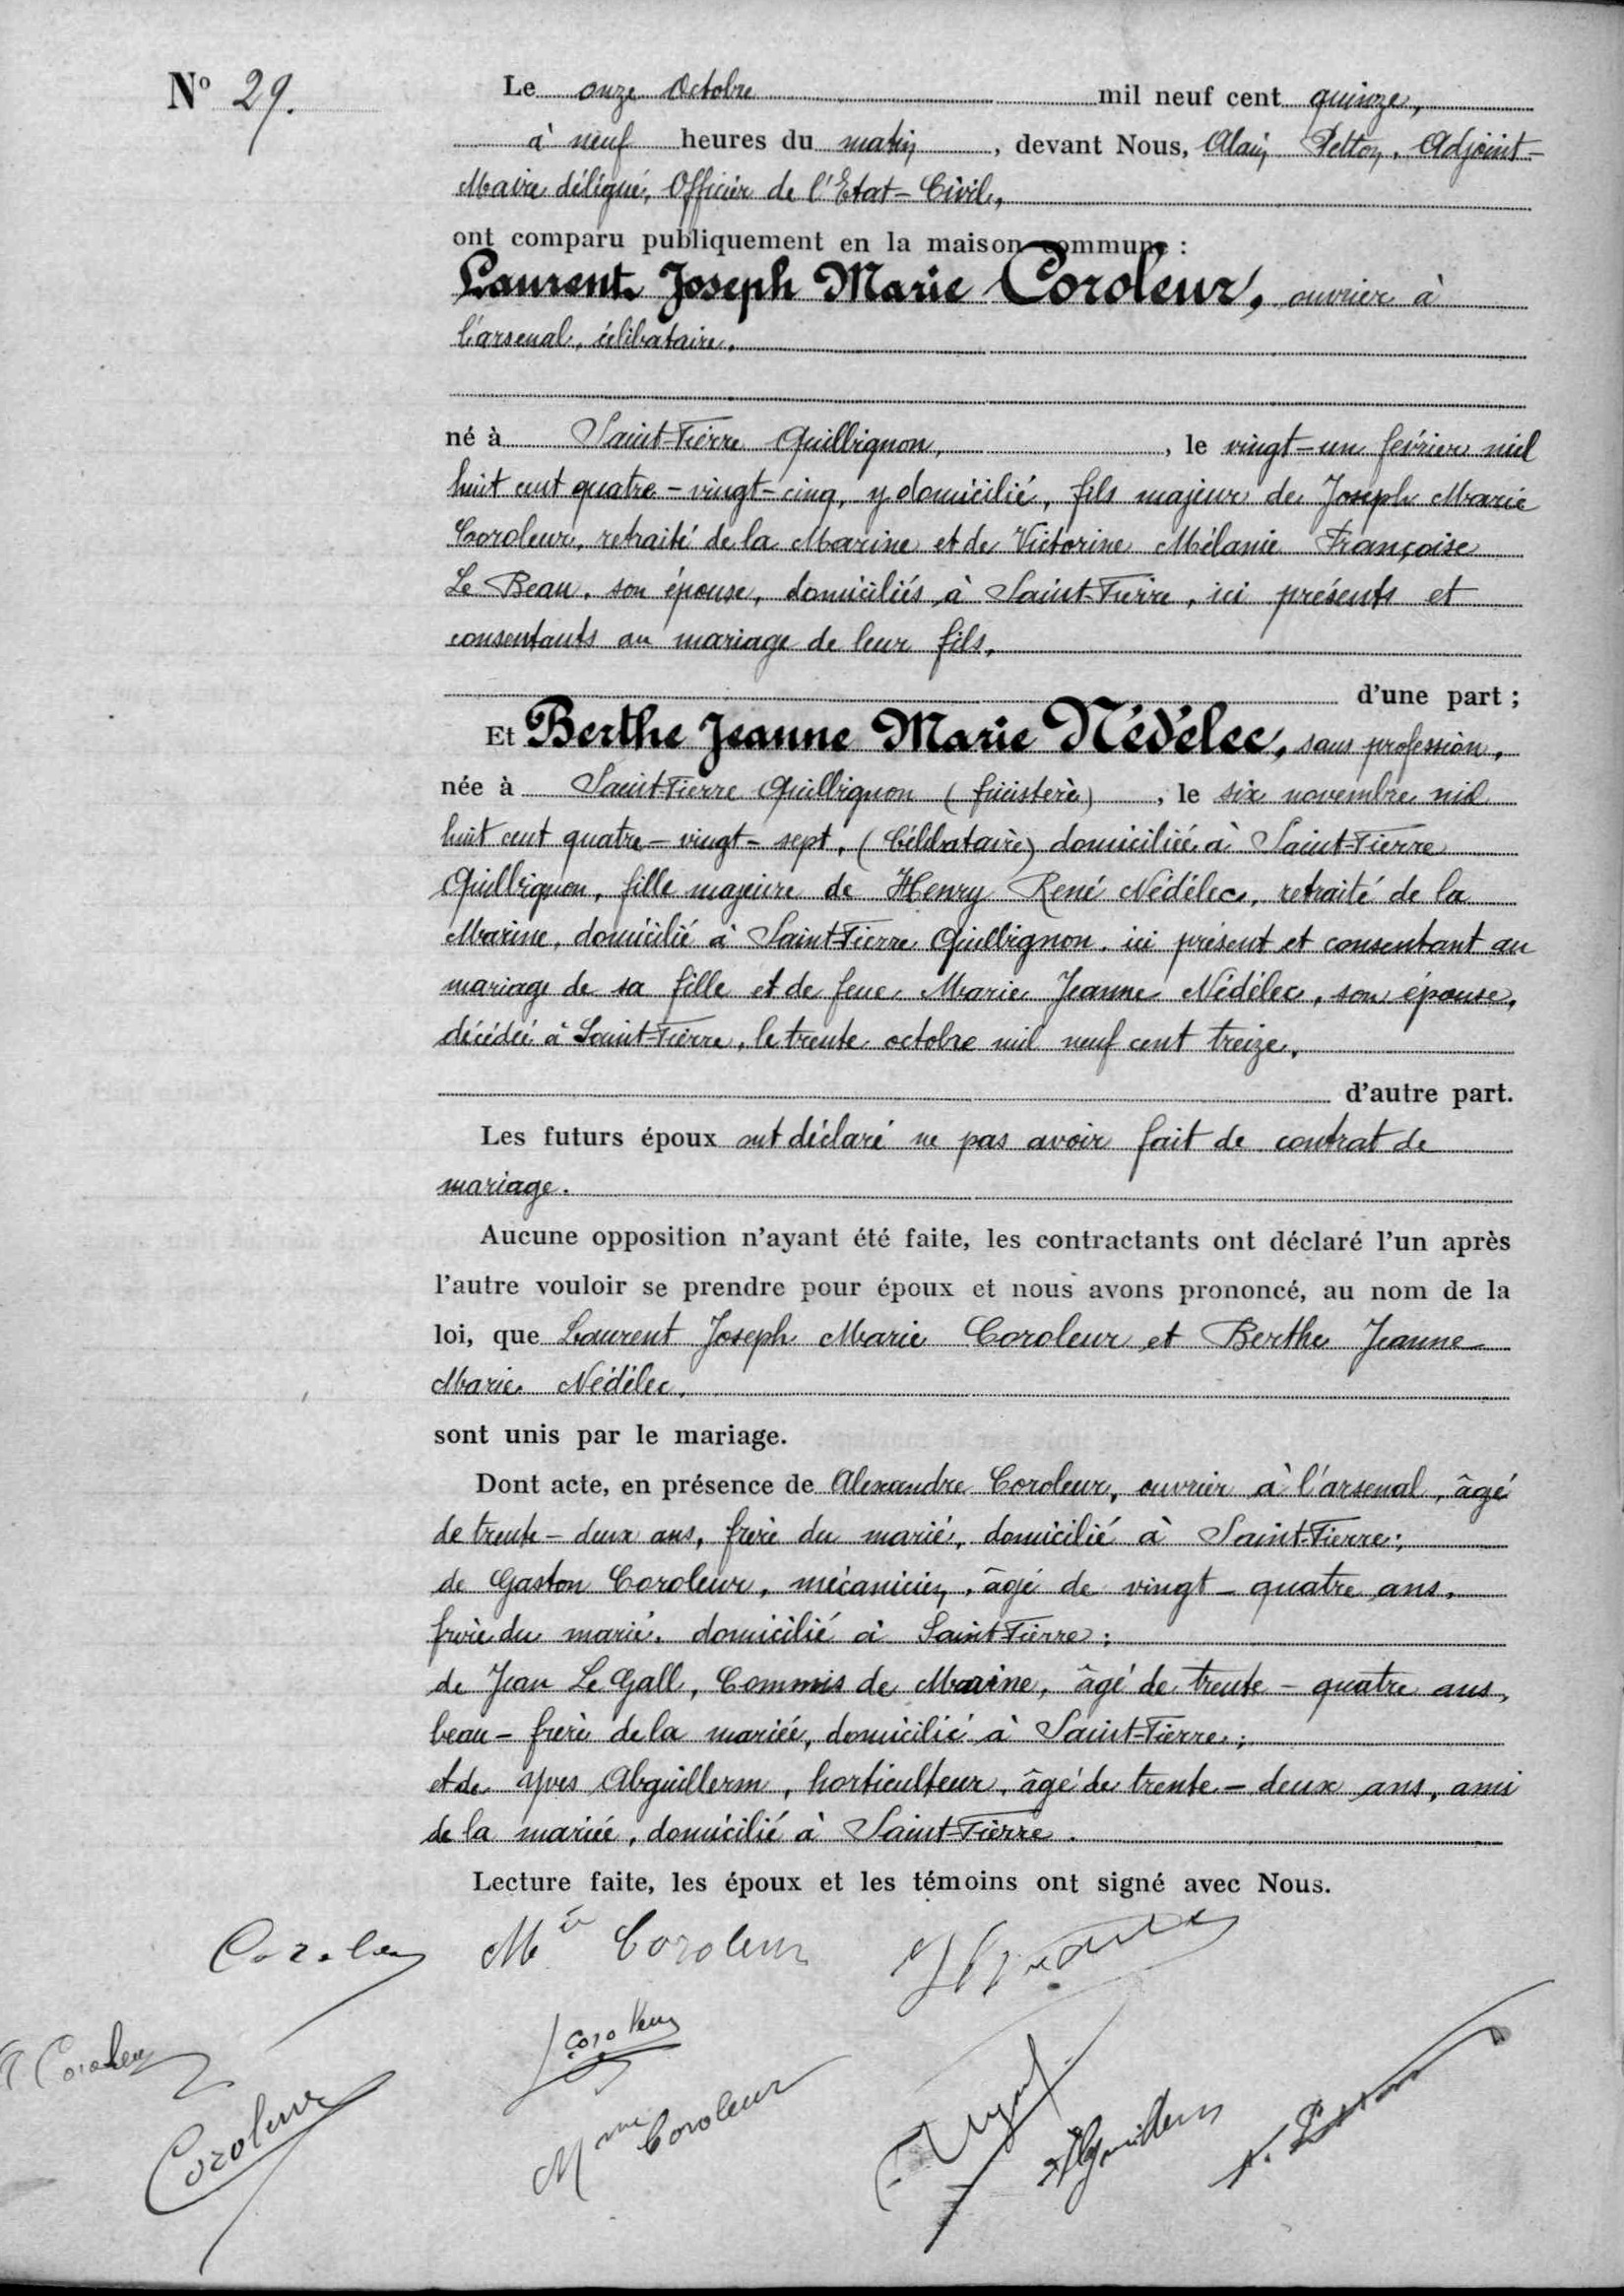 N° 29.
Le onze Octobre mil neuf cent quinze,
à neuf heures du matin, devant Nous, Alain Pelton, Adjoint-
Maire délégué, Officier de l'Etat-Civil,
ont comparu publiquement en la maison commune :
Laurent Joseph Marie Coroleur, ouvrier à
l'arsenal, célibataire,
né à Saint-Pierre Quilbignon, , le vingt-un février mil
huit cent quatre-vingt-cinq, y domicilié, fils majeur de Joseph Marie
Coroleur, retraité de la Marine et de Victorine Mélanie Françoise
Le Beau, son épouse, domiciliés à Saint-Pierre, ici présents et
consentants au mariage de leur fils,
d'une part ;
Et Berthe Jeanne Marie Nédélec, sans profession,
née à Saint-Pierre Quilbignon (finistère) , le six novembre mil
huit cent quatre-vingt-sept, (Célibataire) domiciliée à Saint-Pierre
Quilbignon, fille majeure de Henry René Nédélec, retraité de la
Marine, domicilié à Saint-Pierre Quilbignon, ici présent et consentant au
mariage de sa fille et de feue Marie Jeanne Nédélec, son épouse,
décédée à Saint-Pierre, le trente octobre mil neuf cent treize,
d'autre part.
Les futurs époux ont déclaré ne pas avoir fait de contrat de
mariage.
Aucune opposition n'ayant été faite, les contractants ont déclaré l'un après
l'autre vouloir se prendre pour époux et nous avons prononcé, au nom de la
loi, que Laurent Joseph Marie Coroleur et Berthe Jeanne
Marie Nédélec,
sont unis par le mariage.
Dont acte, en présence de Alexandre Coroleur, ouvrier à l'arsenal, âgé
de trente-deux ans, frère du marié, domicilié à Saint-Pierre;
de Gaston Coroleur, mécanicien, âgé de vingt-quatre ans,
frère du marié, domicilié à Saint-Pierre;
de Jean Le Gall, Commis de Marine, âgé de trente-quatre ans,
beau-frère de la mariée, domicilié à Saint-Pierre;
et de Yves Abguillerm, horticulteur, âgé de trente-deux ans, ami
de la mariée, domicilié à Saint-Pierre.
Lecture faite, les époux et les témoins ont signé avec Nous.
Coroleur Mie Coroleur
Coroleur
Coroleur
Coroleur
Mme Coroleur
Abguillerm